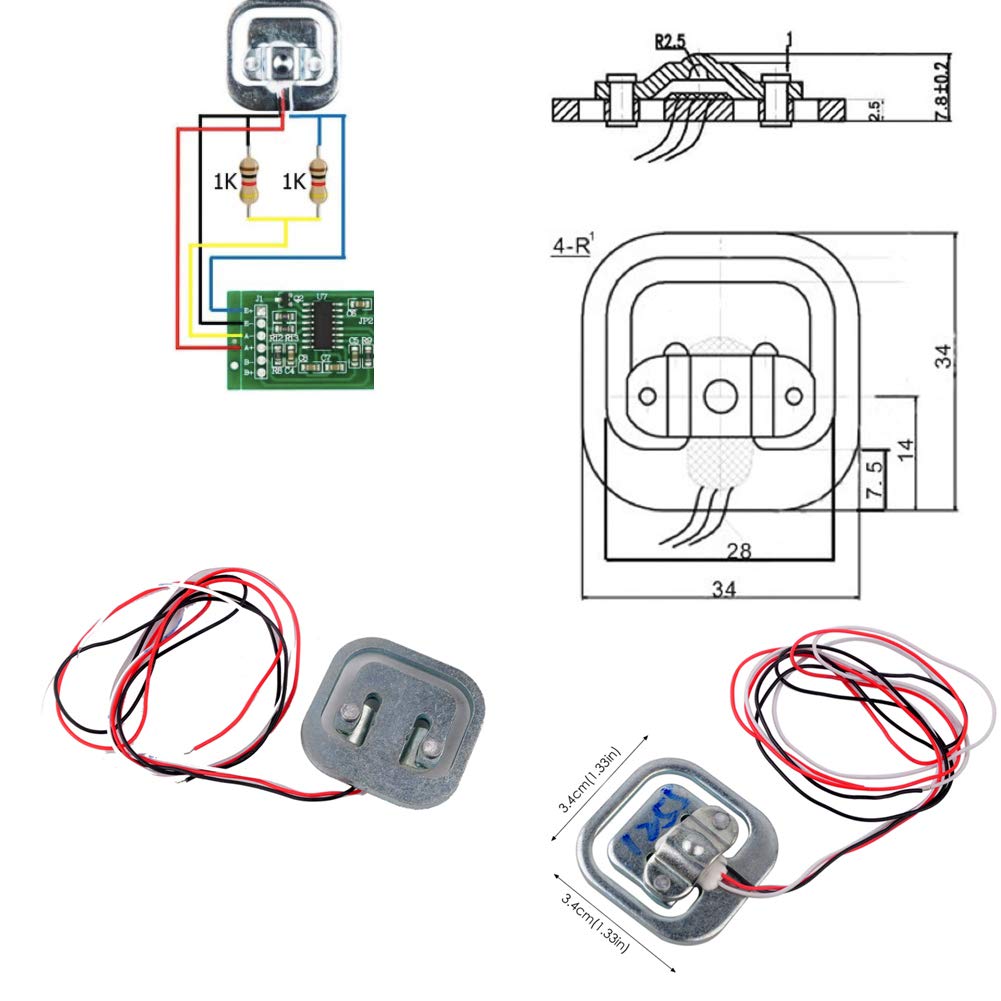 1K
1K
E+
E-
A-
A+
B-
B+
J1
Q2
U7
C6
JP2
R12 R13
R8 C4
C8
C7
C5 R9
R2.5
1
2.5
7.8±0.2
4-R1
34
14
7.5
28
34
3.4cm(1.33in)
3.4cm(1.33in)